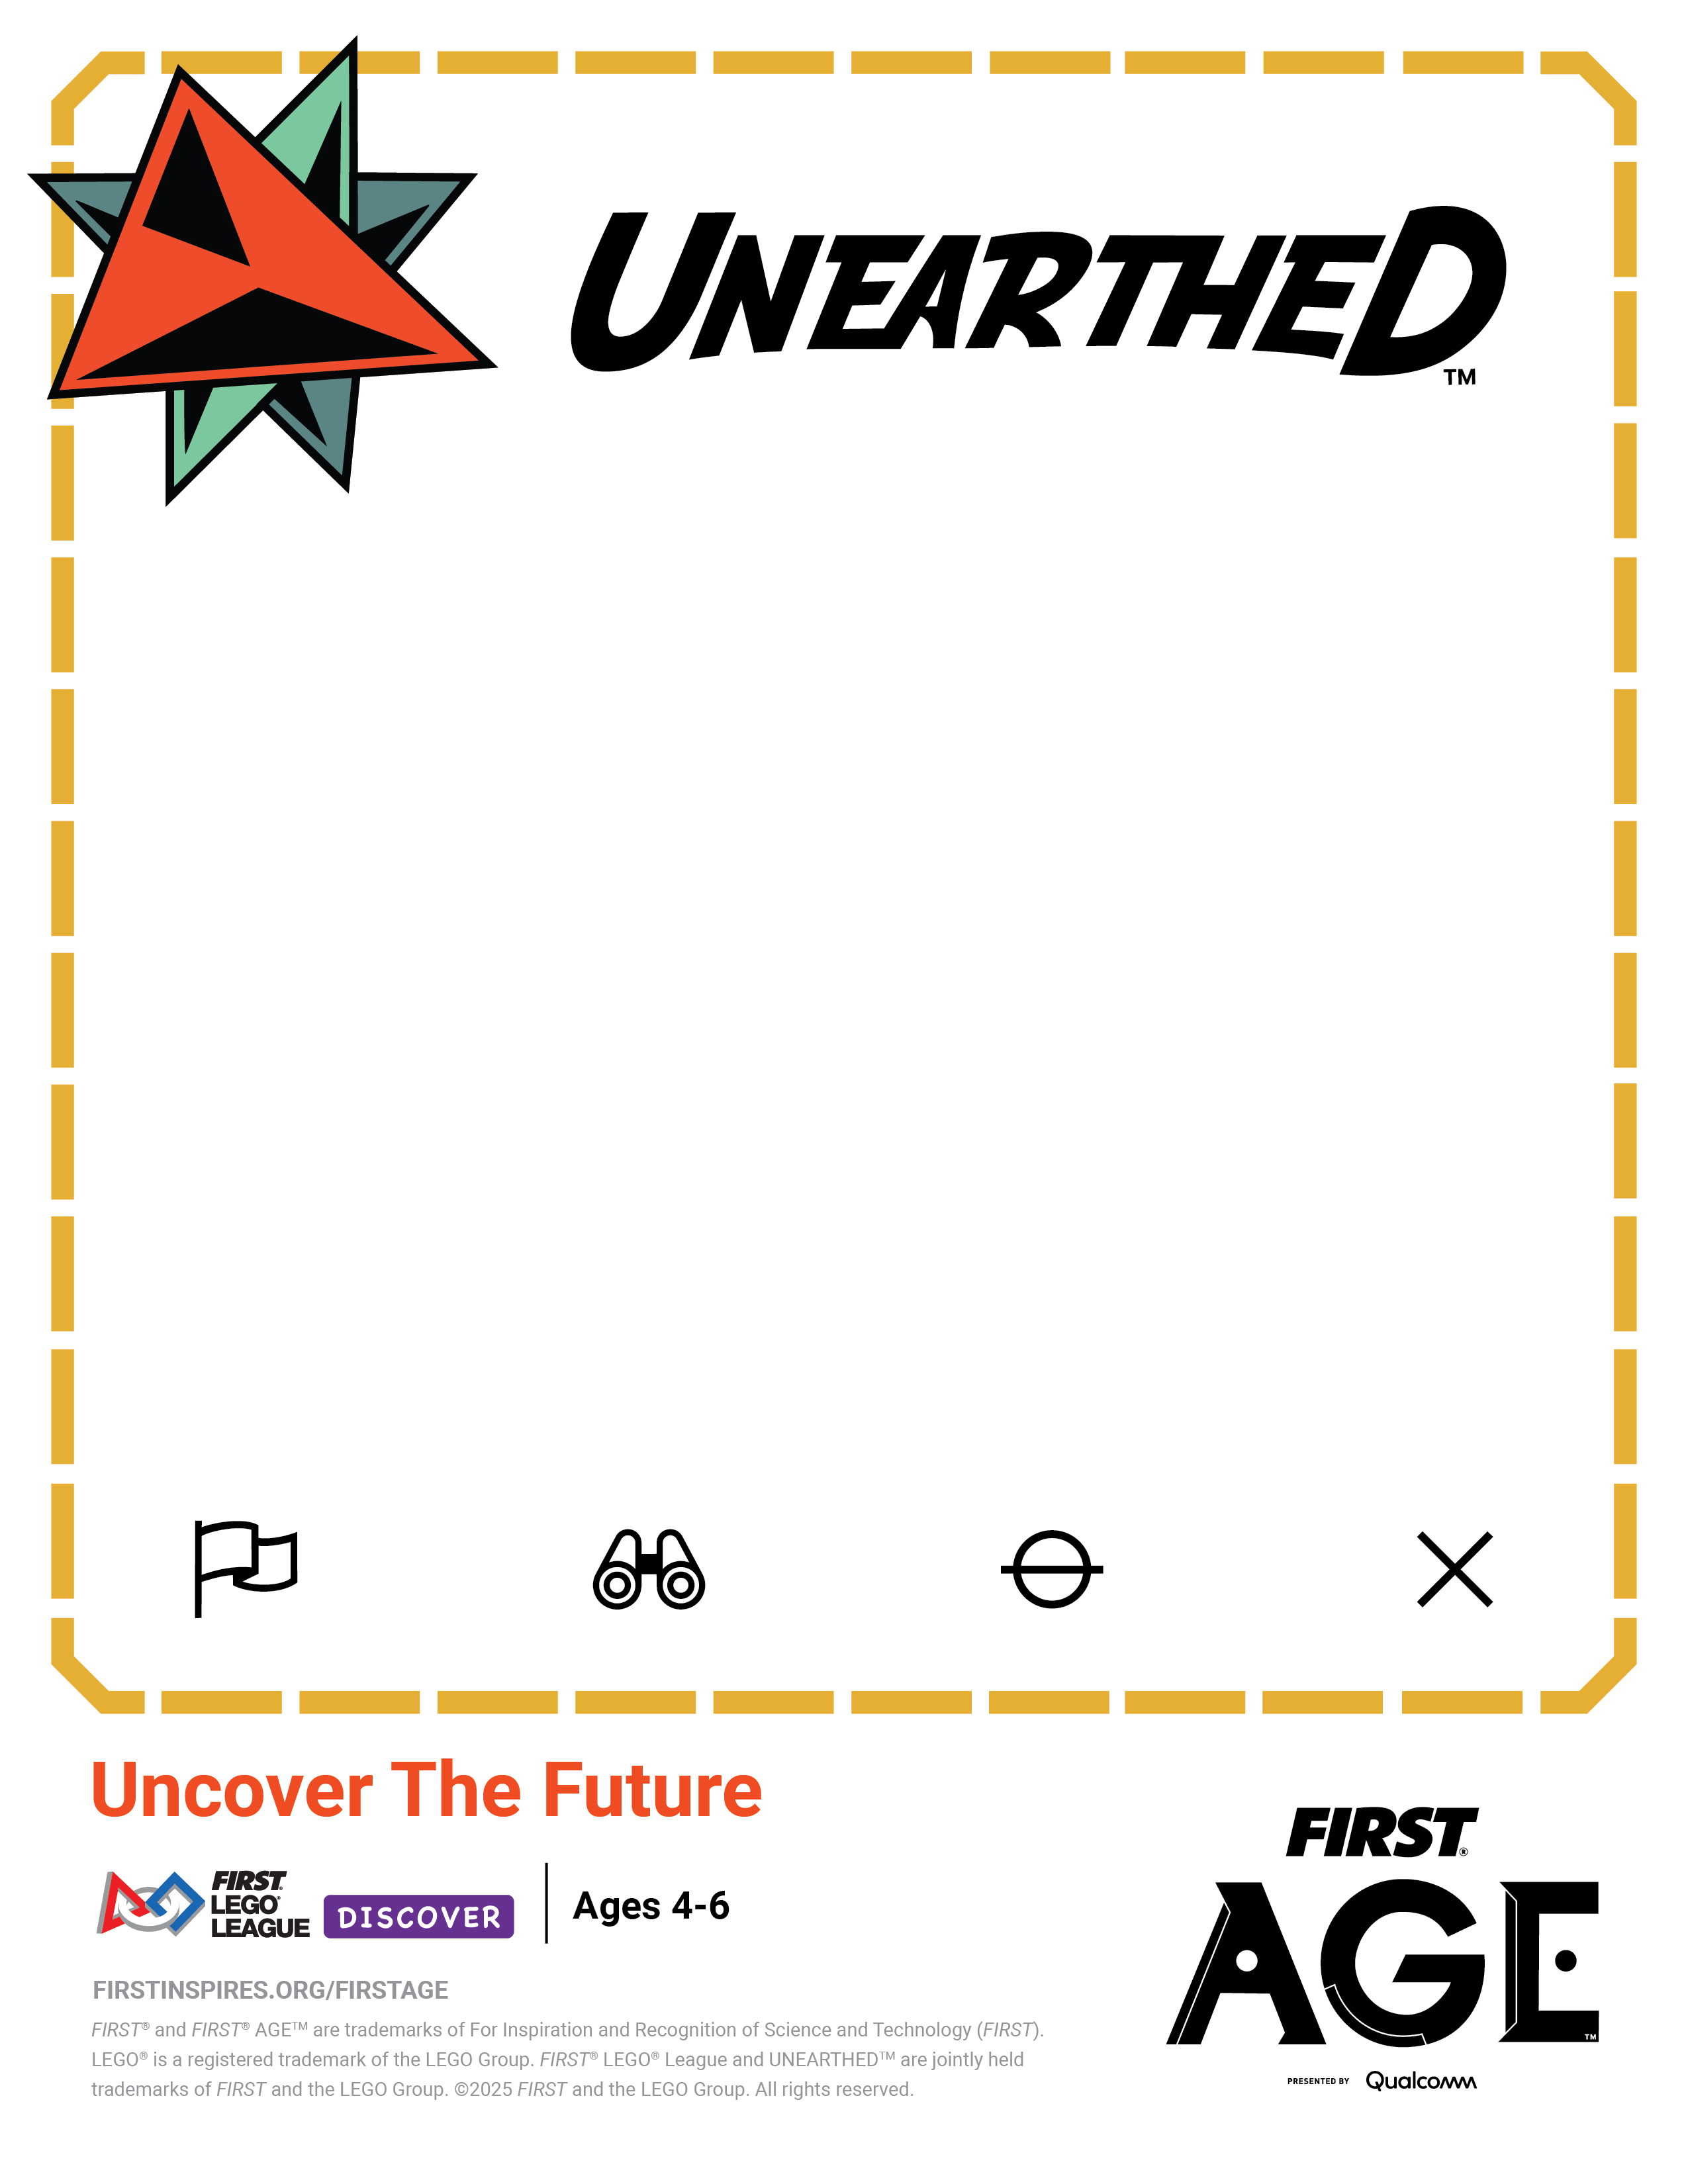 UNEARTHED™
Uncover The Future
FIRST®
LEGO®
LEAGUE
DISCOVER
Ages 4-6
FIRSTINSPIRES.ORG/FIRSTAGE
FIRST® and FIRST® AGE™ are trademarks of For Inspiration and Recognition of Science and Technology (FIRST).
LEGO® is a registered trademark of the LEGO Group. FIRST® LEGO® League and UNEARTHED™ are jointly held
trademarks of FIRST and the LEGO Group. ©2025 FIRST and the LEGO Group. All rights reserved.
FIRST®
AGE™
PRESENTED BY Qualcomm